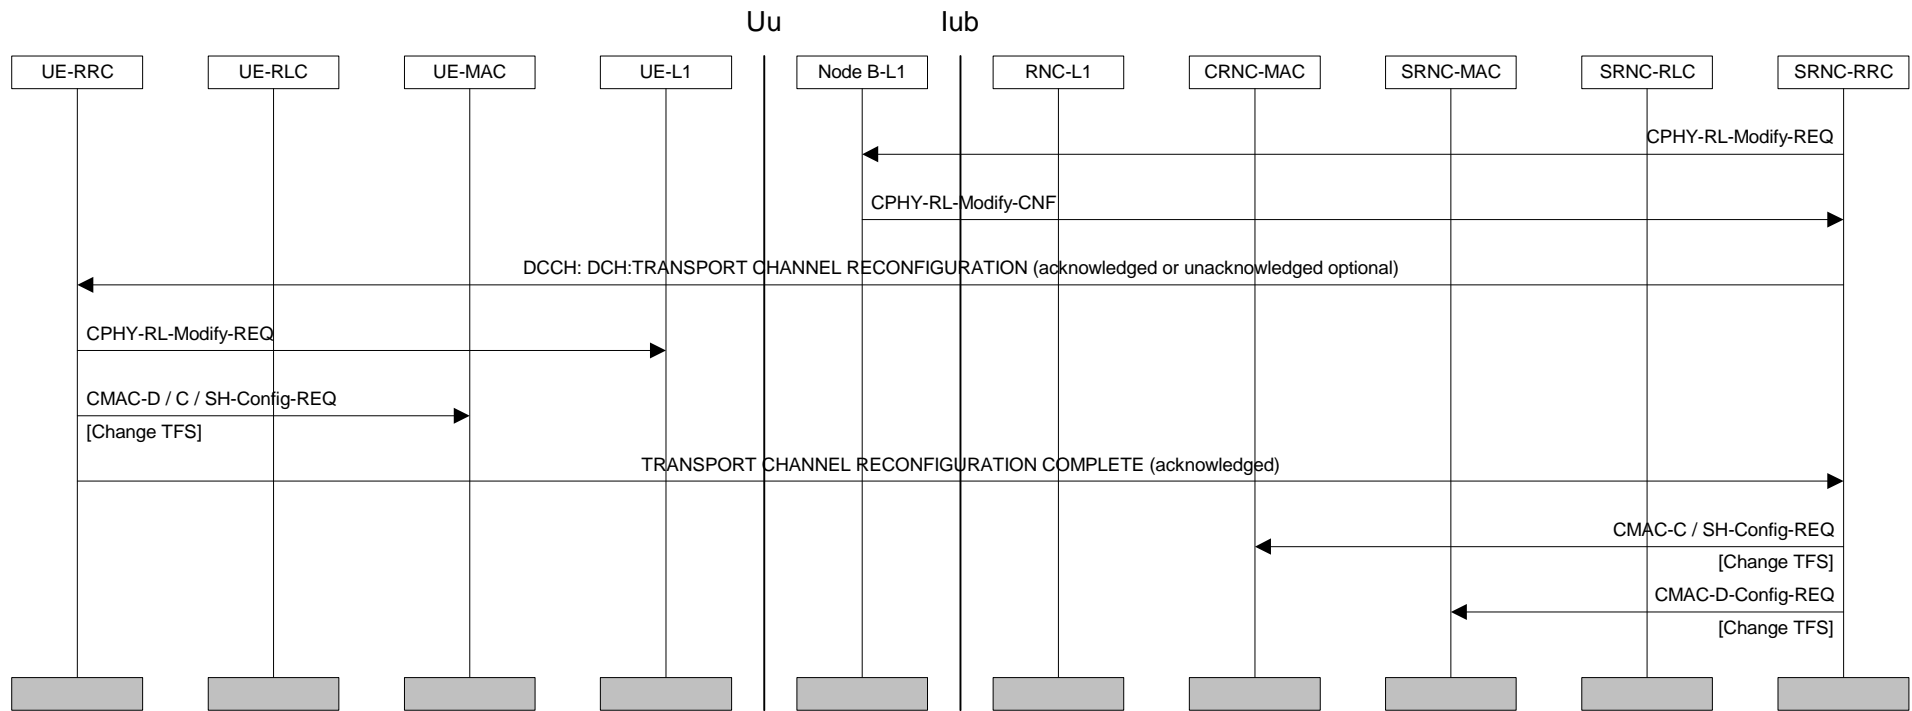 Uu Iub
UE-RRC UE-RLC UE-MAC UE-L1 Node B-L1 RNC-L1 CRNC-MAC SRNC-MAC SRNC-RLC SRNC-RRC
CPHY-RL-Modify-REQ
CPHY-RL-Modify-CNF
DCCH: DCH:TRANSPORT CHANNEL RECONFIGURATION (acknowledged or unacknowledged optional)
CPHY-RL-Modify-REQ
CMAC-D / C / SH-Config-REQ
[Change TFS]
TRANSPORT CHANNEL RECONFIGURATION COMPLETE (acknowledged)
CMAC-C / SH-Config-REQ
[Change TFS]
CMAC-D-Config-REQ
[Change TFS]